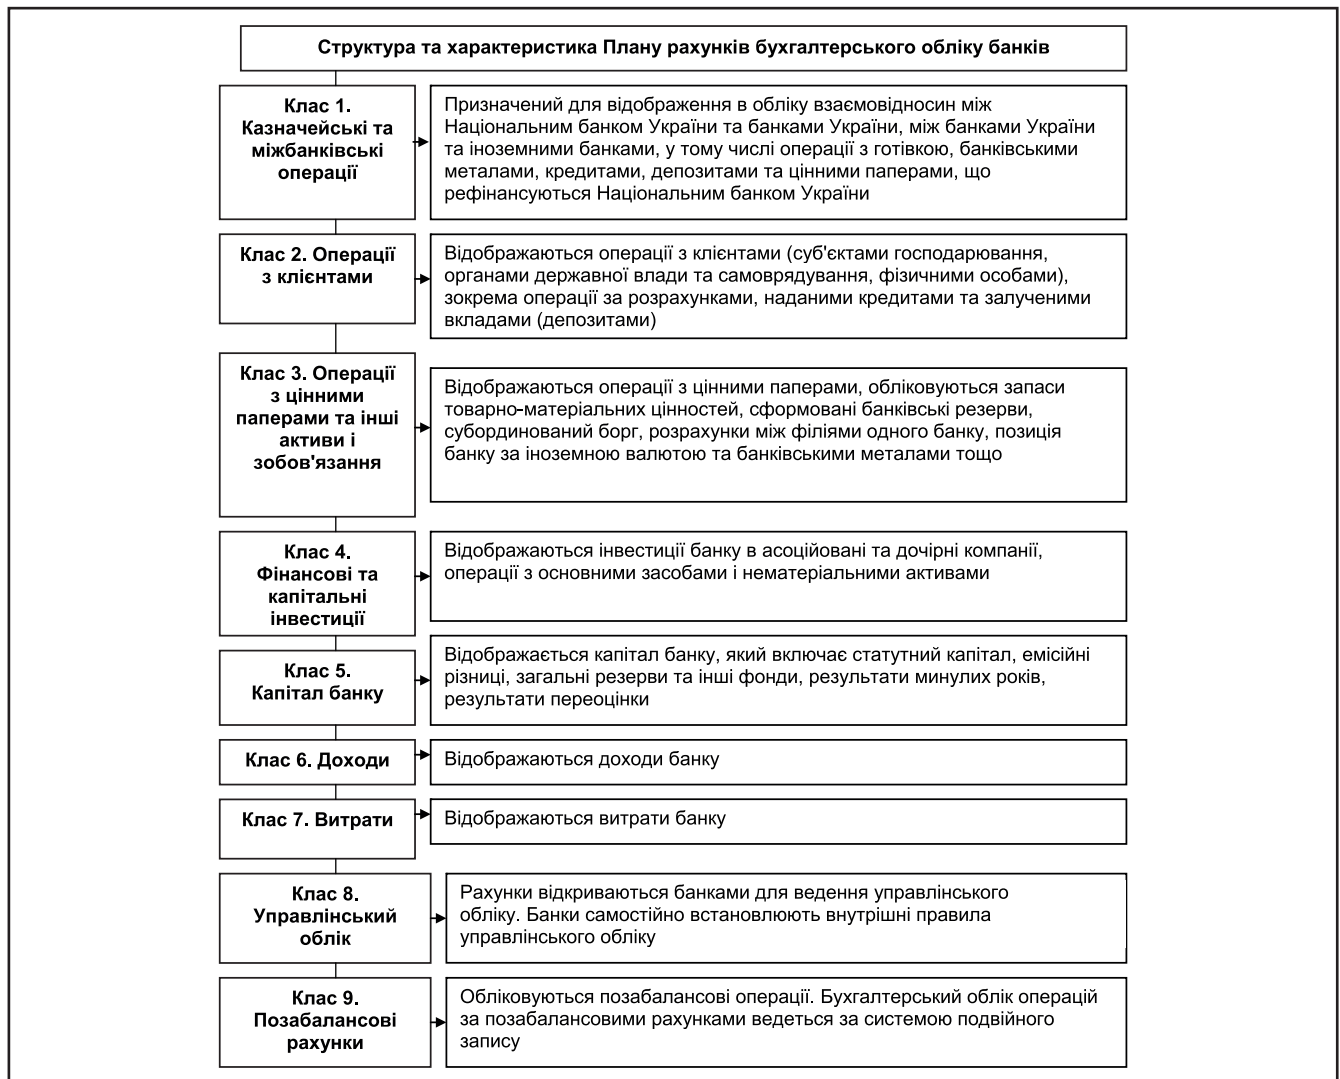 Структура та характеристика Плану рахунків бухгалтерського обліку банків
Клас 1.
Казначейські та
міжбанківські
операції
Призначений для відображення в обліку взаємовідносин між
Національним банком України та банками України, між банками України
та іноземними банками, у тому числі операції з готівкою, банківськими
металами, кредитами, депозитами та цінними паперами, що
рефінансуються Національним банком України
Клас 2. Операції
з клієнтами
Відображаються операції з клієнтами (суб'єктами господарювання,
органами державної влади та самоврядування, фізичними особами),
зокрема операції за розрахунками, наданими кредитами та залученими
вкладами (депозитами)
Клас 3. Операції
з цінними
паперами та інші
активи і
зобов'язання
Відображаються операції з цінними паперами, обліковуються запаси
товарно-матеріальних цінностей, сформовані банківські резерви,
субординований борг, розрахунки між філіями одного банку, позиція
банку за іноземною валютою та банківськими металами тощо
Клас 4.
Фінансові та
капітальні
інвестиції
Відображаються інвестиції банку в асоційовані та дочірні компанії,
операції з основними засобами і нематеріальними активами
Клас 5.
Капітал банку
Відображається капітал банку, який включає статутний капітал, емісійні
різниці, загальні резерви та інші фонди, результати минулих років,
результати переоцінки
Клас 6. Доходи
Відображаються доходи банку
Клас 7. Витрати
Відображаються витрати банку
Клас 8.
Управлінський
облік
Рахунки відкриваються банками для ведення управлінського
обліку. Банки самостійно встановлюють внутрішні правила
управлінського обліку
Клас 9.
Позабалансові
рахунки
Обліковуються позабалансові операції. Бухгалтерський облік операцій
за позабалансовими рахунками ведеться за системою подвійного
запису